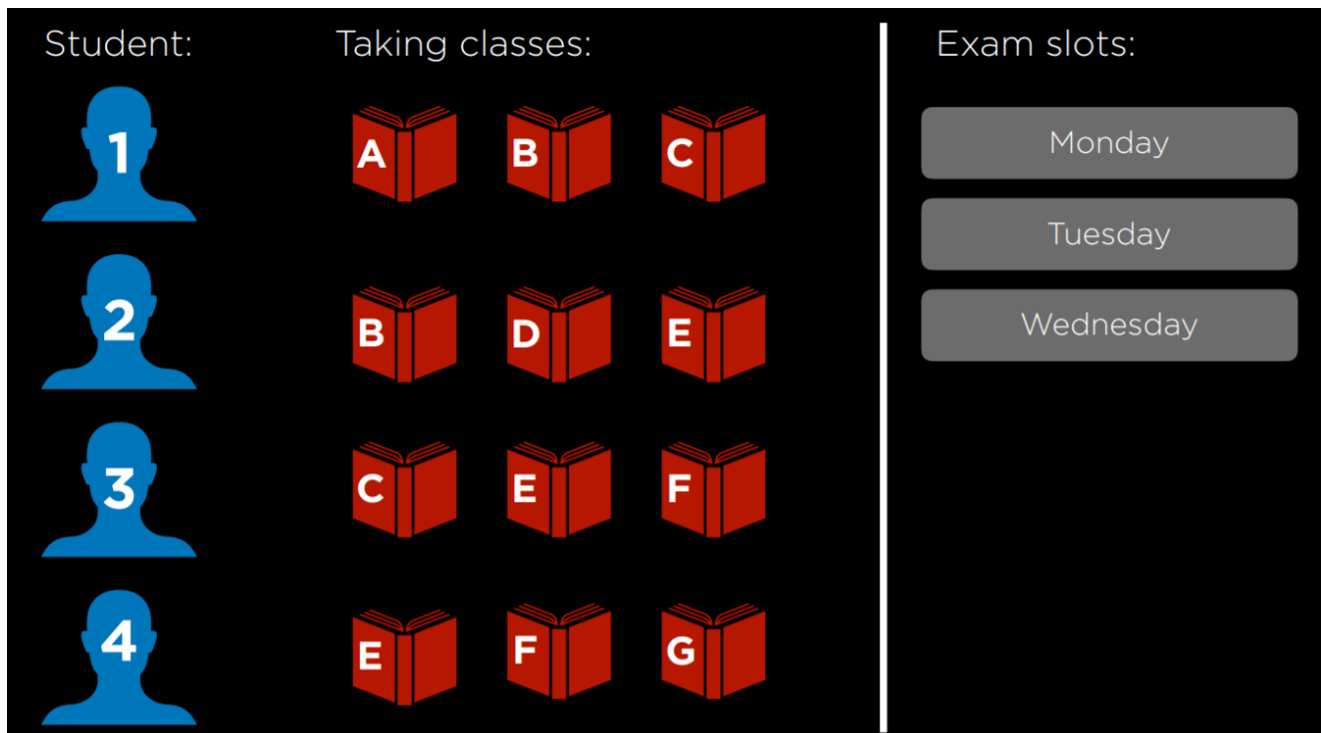 Student: Taking classes: Exam slots:
1 A B C
Monday
Tuesday
2 B D E
Wednesday
3 C E F
4 E F G